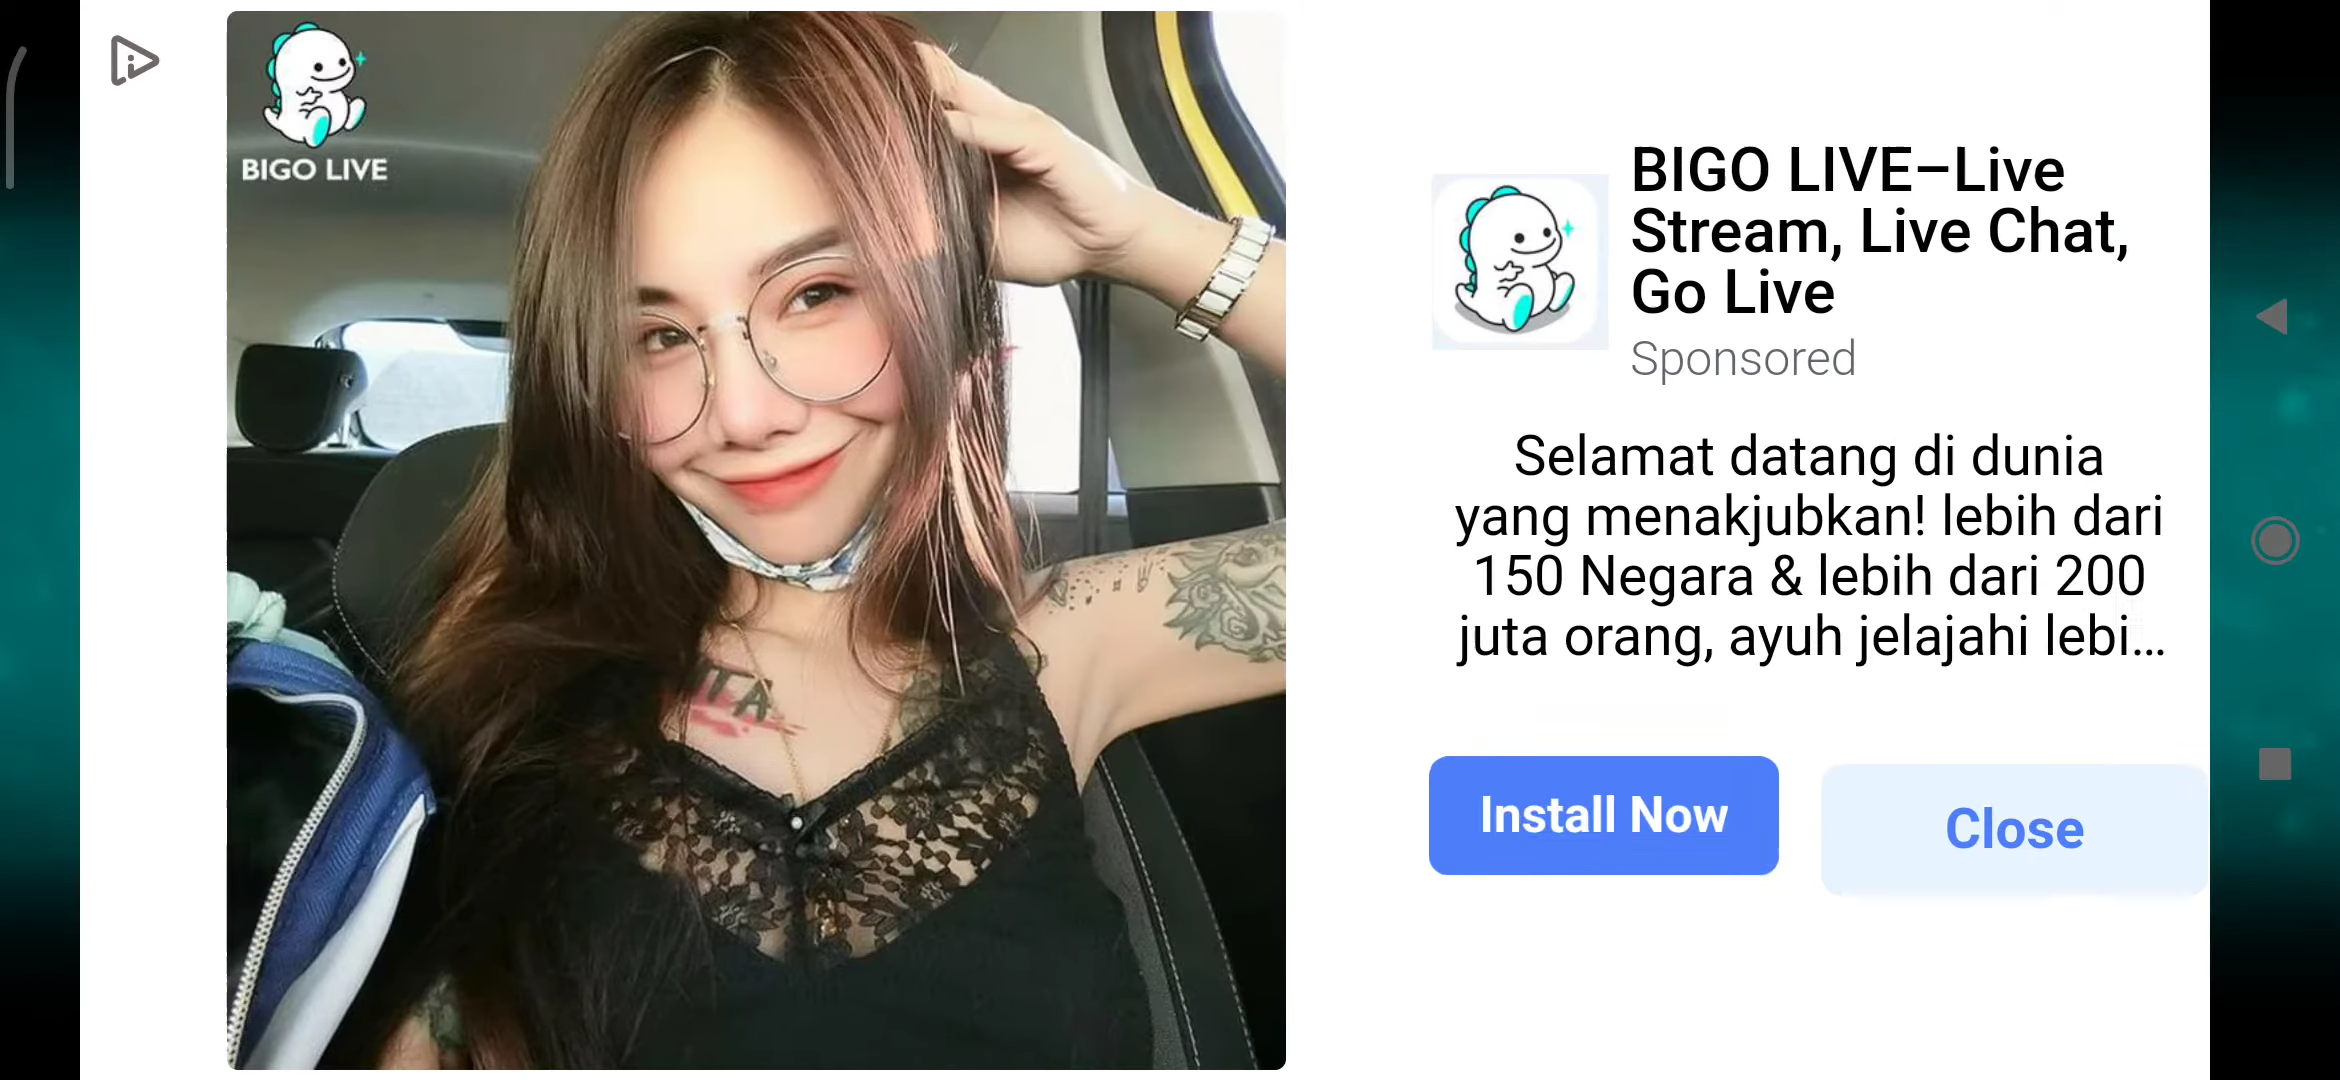 BIGO LIVE
TA
BIGO LIVE–Live
Stream, Live Chat,
Go Live
Sponsored
Selamat datang di dunia
yang menakjubkan! lebih dari
150 Negara & lebih dari 200
juta orang, ayuh jelajahi lebi...
Install Now
Close